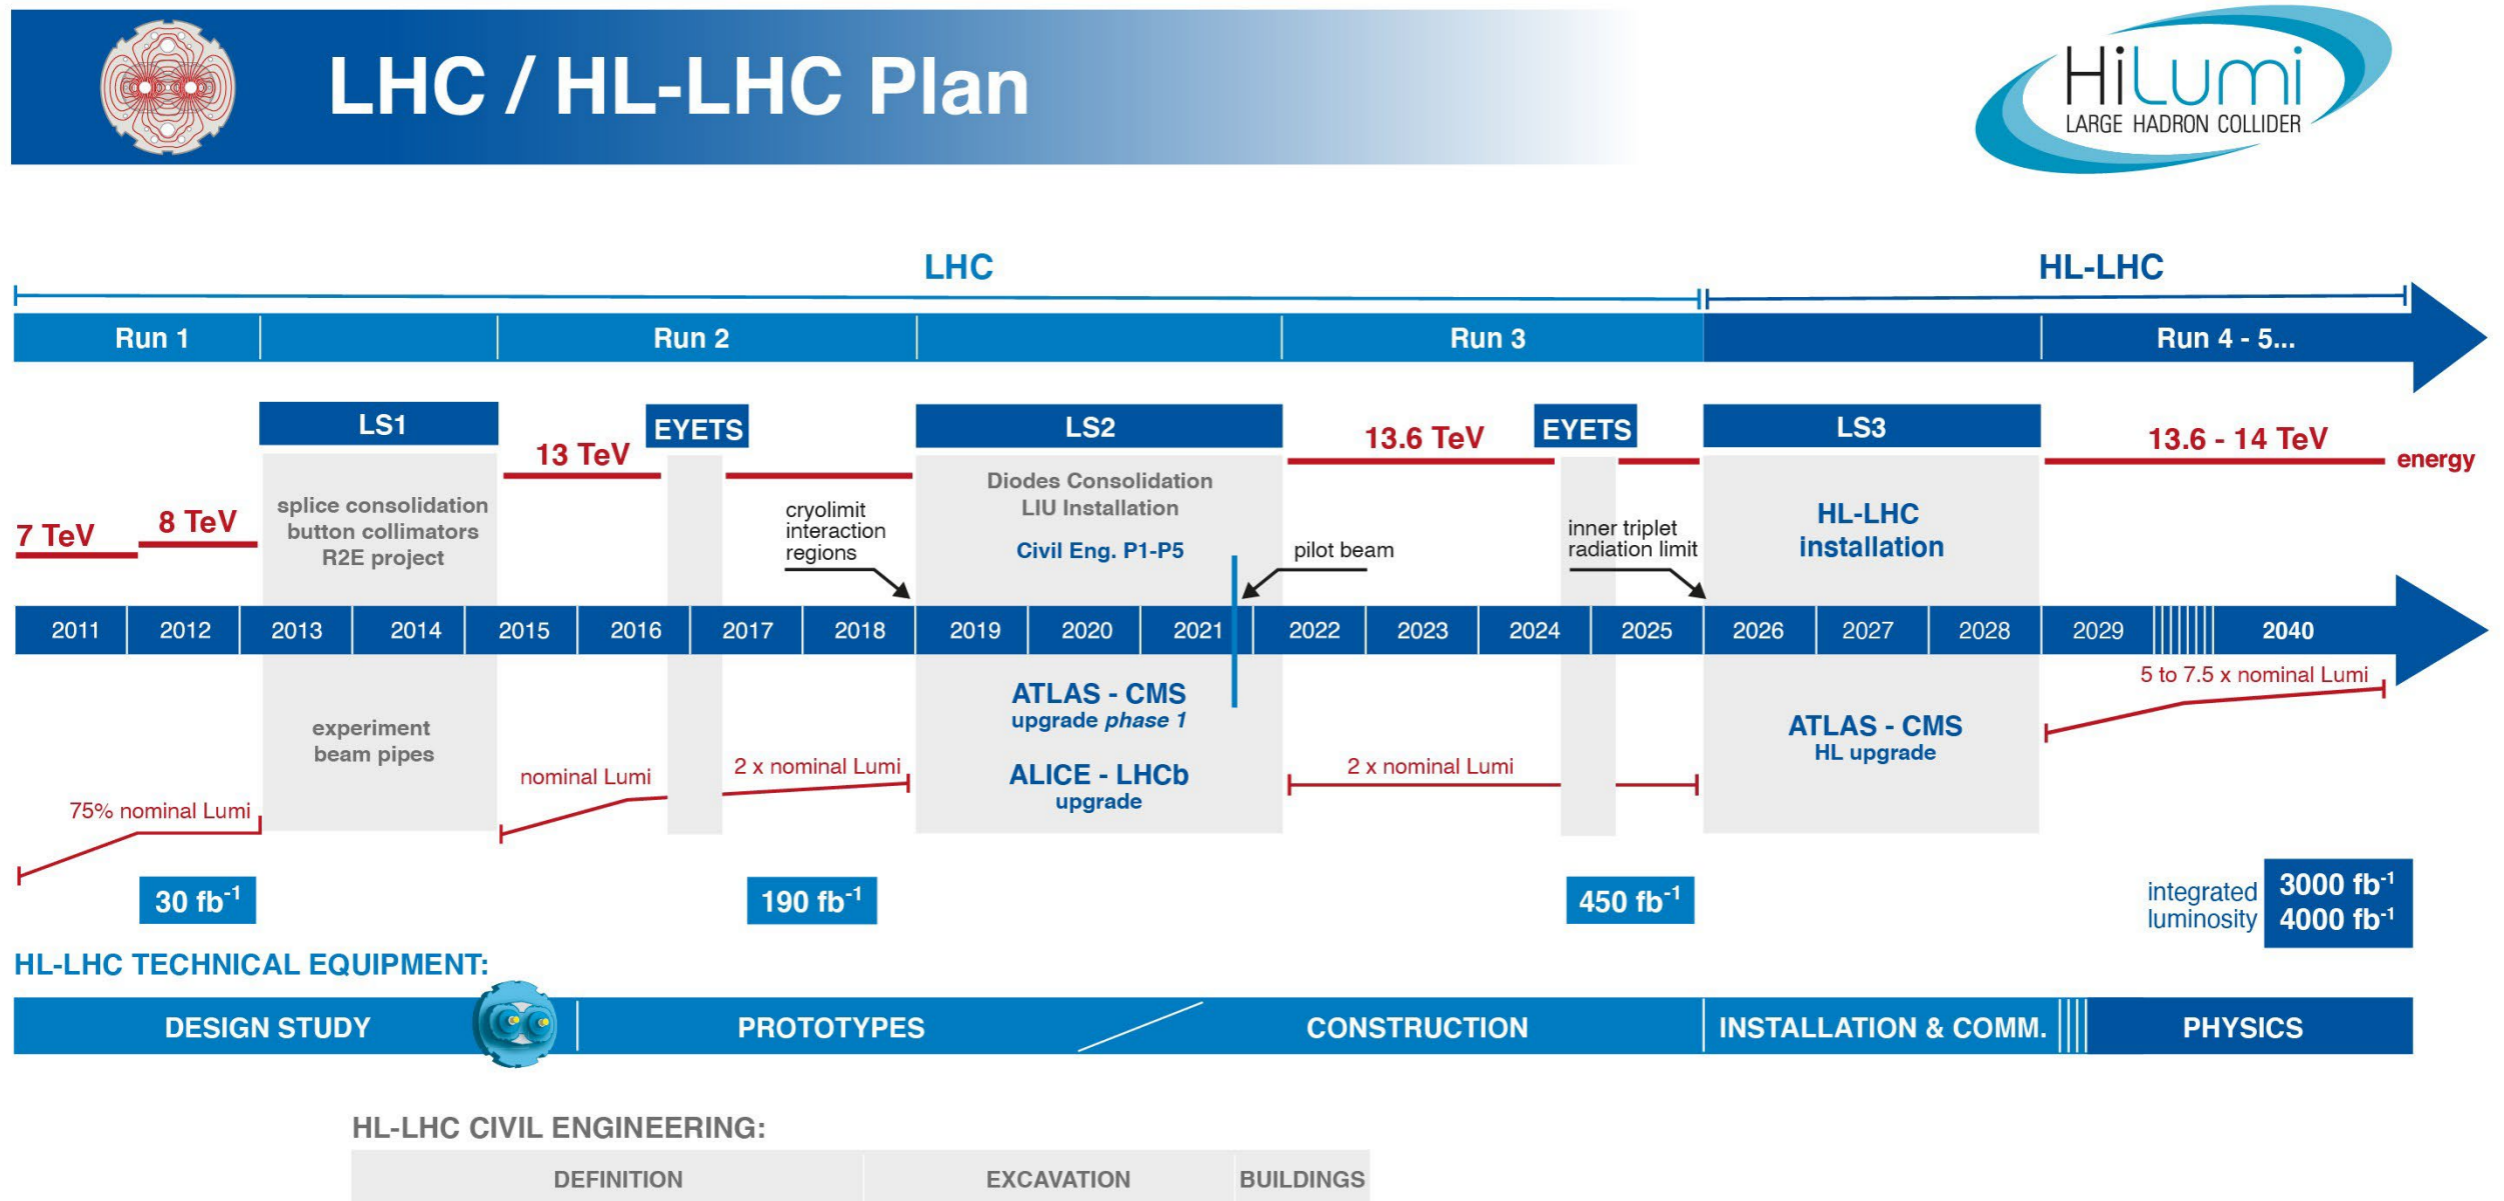 LHC / HL-LHC Plan
HiLumi
LARGE HADRON COLLIDER
LHC
HL-LHC
Run 1
Run 2
Run 3
Run 4 - 5...
LS1
EYETS
LS2
EYETS
LS3
7 TeV
8 TeV
13 TeV
13.6 TeV
13.6 - 14 TeV
energy
splice consolidation
button collimators
R2E project
cryolimit
interaction
regions
Diodes Consolidation
LIU Installation
Civil Eng. P1-P5
pilot beam
inner triplet
radiation limit
HL-LHC
installation
2011
2012
2013
2014
2015
2016
2017
2018
2019
2020
2021
2022
2023
2024
2025
2026
2027
2028
2029
2040
experiment
beam pipes
ATLAS - CMS
upgrade phase 1
ALICE - LHCb
upgrade
ATLAS - CMS
HL upgrade
75% nominal Lumi
nominal Lumi
2 x nominal Lumi
2 x nominal Lumi
5 to 7.5 x nominal Lumi
30 fb⁻¹
190 fb⁻¹
450 fb⁻¹
integrated
luminosity
3000 fb⁻¹
4000 fb⁻¹
HL-LHC TECHNICAL EQUIPMENT:
DESIGN STUDY
PROTOTYPES
CONSTRUCTION
INSTALLATION & COMM.
PHYSICS
HL-LHC CIVIL ENGINEERING:
DEFINITION
EXCAVATION
BUILDINGS